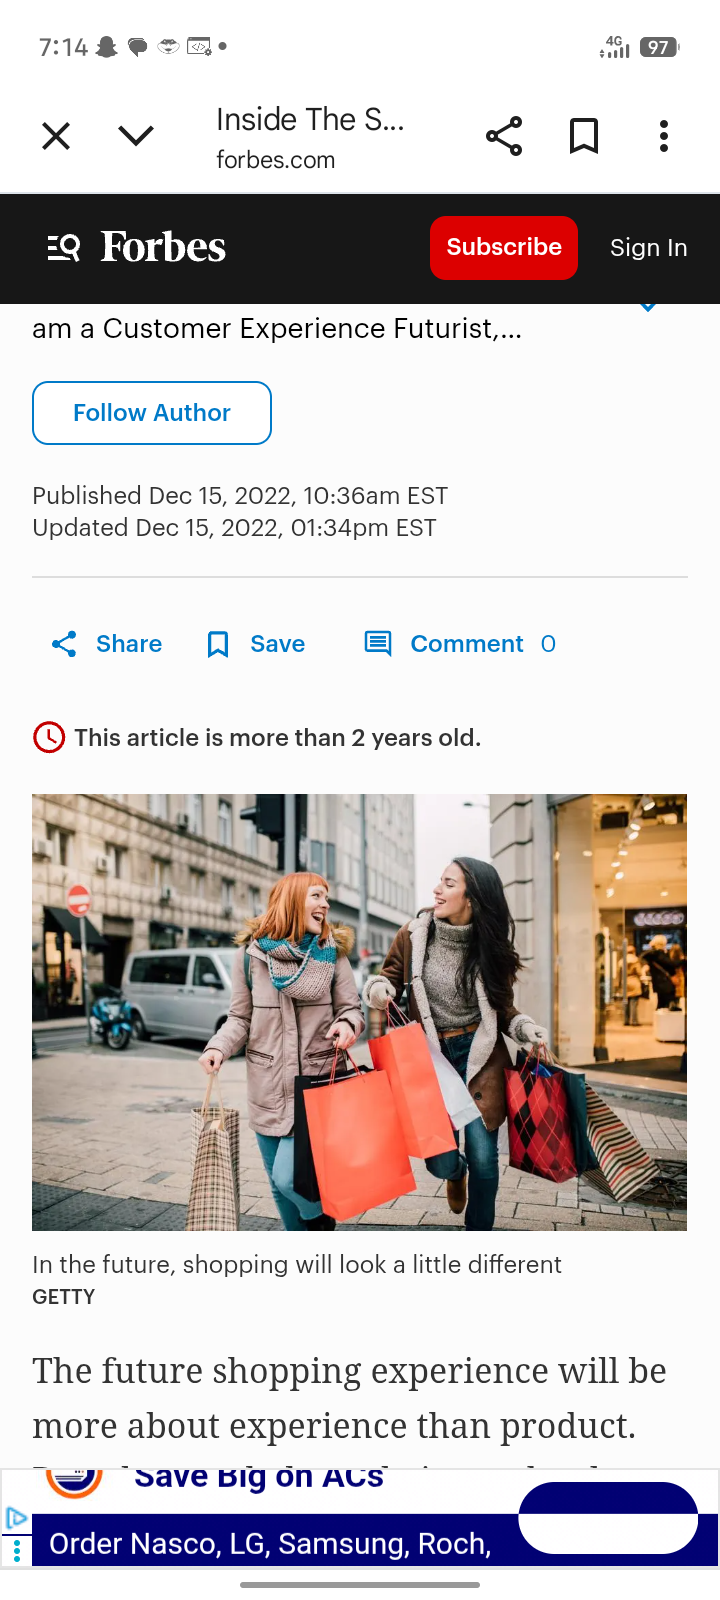 7:14
4G
97
Inside The S...
forbes.com
Forbes
Subscribe
Sign In
am a Customer Experience Futurist,...
Follow Author
Published Dec 15, 2022, 10:36am EST
Updated Dec 15, 2022, 01:34pm EST
Share
Save
Comment 0
This article is more than 2 years old.
In the future, shopping will look a little different
GETTY
The future shopping experience will be
more about experience than product.
Save Big on ACs
Order Nasco, LG, Samsung, Roch,